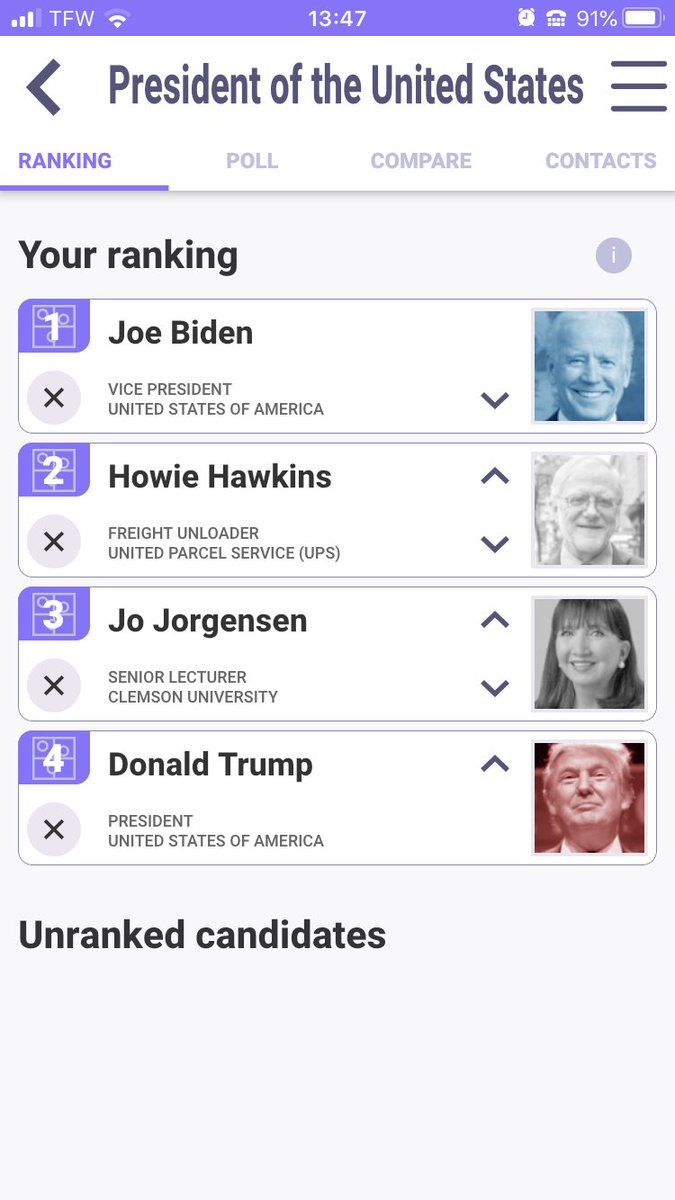 TFW 13:47 91%
President of the United States
RANKING POLL COMPARE CONTACTS
Your ranking i
1 Joe Biden
VICE PRESIDENT
UNITED STATES OF AMERICA
2 Howie Hawkins
FREIGHT UNLOADER
UNITED PARCEL SERVICE (UPS)
3 Jo Jorgensen
SENIOR LECTURER
CLEMSON UNIVERSITY
4 Donald Trump
PRESIDENT
UNITED STATES OF AMERICA
Unranked candidates